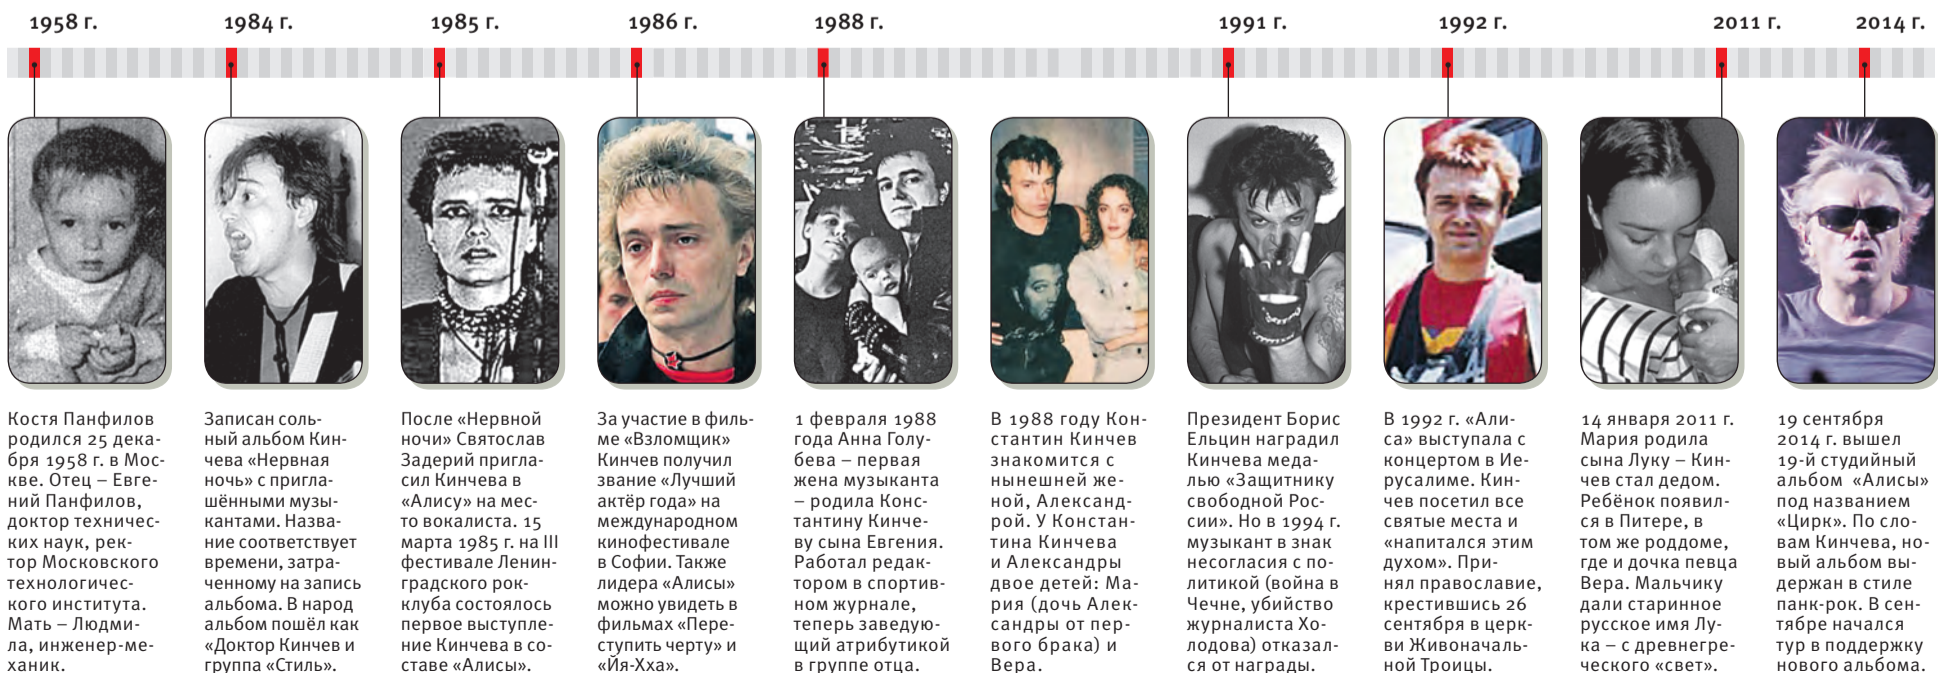 1958 г.
1984 г.
1985 г.
1986 г.
1988 г.
1991 г.
1992 г.
2011 г.
2014 г.
Костя Панфилов
родился 25 дека-
бря 1958 г. в Мос-
кве. Отец – Евге-
ний Панфилов,
доктор техничес-
ких наук, рек-
тор Московского
технологичес-
кого института.
Мать – Людми-
ла, инженер-ме-
ханик.
Записан соль-
ный альбом Кин-
чева «Нервная
ночь» с пригла-
шёнными музы-
кантами. Назва-
ние соответствует
времени, затра-
ченному на запись
альбома. В народ
альбом пошёл как
«Доктор Кинчев и
группа «Стиль».
После «Нервной
ночи» Святослав
Задерий пригла-
сил Кинчева в
«Алису» на мес-
то вокалиста. 15
марта 1985 г. на III
фестивале Ленин-
градского рок-
клуба состоялось
первое выступле-
ние Кинчева в со-
ставе «Алисы».
За участие в филь-
ме «Взломщик»
Кинчев получил
звание «Лучший
актёр года» на
международном
кинофестивале
в Софии. Также
лидера «Алисы»
можно увидеть в
фильмах «Пере-
ступить черту» и
«Йя-Хха».
1 февраля 1988
года Анна Голу-
бева – первая
жена музыканта
– родила Конс-
тантину Кинче-
ву сына Евгения.
Работал редак-
тором в спортив-
ном журнале,
теперь заведую-
щий атрибутикой
в группе отца.
В 1988 году Кон-
стантин Кинчев
знакомится с
нынешней же-
ной, Александ-
рой. У Констан-
тина Кинчева
и Александры
двое детей: Ма-
рия (дочь Алек-
сандры от пер-
вого брака) и
Вера.
Президент Борис
Ельцин наградил
Кинчева меда-
лью «Защитнику
свободной Рос-
сии». Но в 1994 г.
музыкант в знак
несогласия с по-
литикой (война в
Чечне, убийство
журналиста Хо-
лодова) отказал-
ся от награды.
В 1992 г. «Али-
са» выступала с
концертом в Ие-
русалиме. Кин-
чев посетил все
святые места и
«напитался этим
духом». При-
нял православие,
крестившись 26
сентября в церк-
ви Живоначаль-
ной Троицы.
14 января 2011 г.
Мария родила
сына Луку – Кин-
чев стал дедом.
Ребёнок появил-
ся в Питере, в
том же роддоме,
где и дочка певца
Вера. Мальчику
дали старинное
русское имя Лу-
ка – с древнегре-
ческого «свет».
19 сентября
2014 г. вышел
19-й студийный
альбом «Алисы»
под названием
«Цирк». По сло-
вам Кинчева, но-
вый альбом вы-
держан в стиле
панк-рок. В сен-
тябре начался
тур в поддержку
нового альбома.